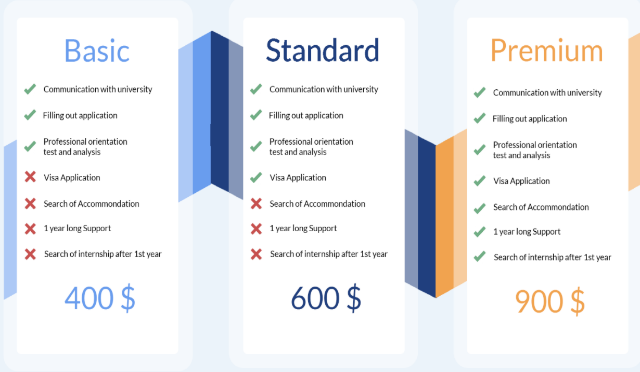 Basic
Communication with university
Filling out application
Professional orientation
test and analysis
Visa Application
Search of Accommondation
1 year long Support
Search of internship after 1st year
400 $
Standard
Communication with university
Filling out application
Professional orientation
test and analysis
Visa Application
Search of Accommondation
1 year long Support
Search of internship after 1st year
600 $
Premium
Communication with university
Filling out application
Professional orientation
test and analysis
Visa Application
Search of Accommondation
1 year long Support
Search of internship after 1st year
900 $